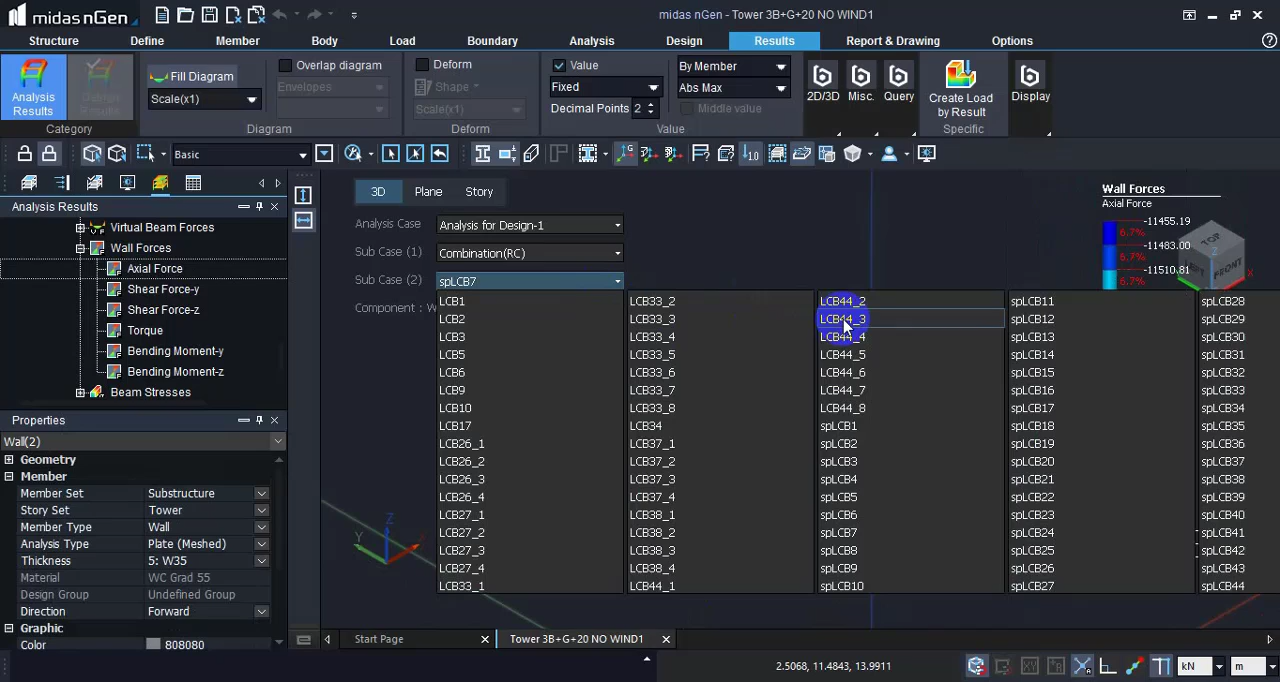 midas nGen
midas nGen - Tower 3B+G+20 NO WIND1
Structure Define Member Body Load Boundary Analysis Design Results Report & Drawing Options
Analysis Results
Design Results
Category
Fill Diagram
Scale(x1)
Overlap diagram
Envelopes
Diagram
Deform
Shape
Scale(x1)
Deform
Value
Fixed
Decimal Points 2
By Member
Abs Max
Middle value
Value
2D/3D
Misc.
Query
Create Load by Result
Specific
Display
Basic
Analysis Results
Virtual Beam Forces
Wall Forces
Axial Force
Shear Force-y
Shear Force-z
Torque
Bending Moment-y
Bending Moment-z
Beam Stresses
Properties
Wall(2)
Geometry
Member
Member Set Substructure
Story Set Tower
Member Type Wall
Analysis Type Plate (Meshed)
Thickness 5: W35
Material WC Grad 55
Design Group Undefined Group
Direction Forward
Graphic
Color 808080
3D Plane Story
Analysis Case Analysis for Design-1
Sub Case (1) Combination(RC)
Sub Case (2) spLCB7
Component : W
LCB1 LCB33_2 LCB44_2 spLCB11 spLCB28
LCB2 LCB33_3 LCB44_3 spLCB12 spLCB29
LCB3 LCB33_4 LCB44_4 spLCB13 spLCB30
LCB5 LCB33_5 LCB44_5 spLCB14 spLCB31
LCB6 LCB33_6 LCB44_6 spLCB15 spLCB32
LCB9 LCB33_7 LCB44_7 spLCB16 spLCB33
LCB10 LCB33_8 LCB44_8 spLCB17 spLCB34
LCB17 LCB34 spLCB1 spLCB18 spLCB35
LCB26_1 LCB37_1 spLCB2 spLCB19 spLCB36
LCB26_2 LCB37_2 spLCB3 spLCB20 spLCB37
LCB26_3 LCB37_3 spLCB4 spLCB21 spLCB38
LCB26_4 LCB37_4 spLCB5 spLCB22 spLCB39
LCB27_1 LCB38_1 spLCB6 spLCB23 spLCB40
LCB27_2 LCB38_2 spLCB7 spLCB24 spLCB41
LCB27_3 LCB38_3 spLCB8 spLCB25 spLCB42
LCB27_4 LCB38_4 spLCB9 spLCB26 spLCB43
LCB33_1 LCB44_1 spLCB10 spLCB27 spLCB44
Wall Forces
Axial Force
-11455.19
6.7%
-11483.00
6.7%
-11510.81
6.7%
TOP
LEFT FRONT
Z
X
Z
Y
Start Page
Tower 3B+G+20 NO WIND1
2.5068, 11.4843, 13.9911
kN
m